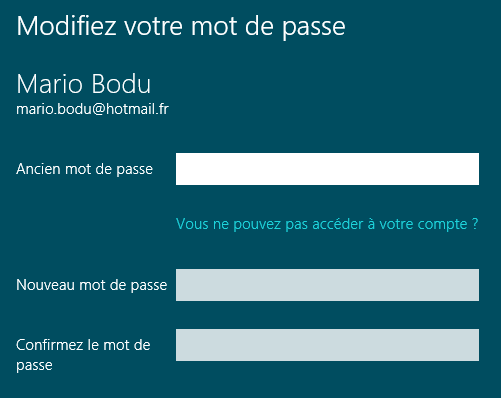 Modifiez votre mot de passe
Mario Bodu
mario.bodu@hotmail.fr
Ancien mot de passe
Vous ne pouvez pas accéder à votre compte ?
Nouveau mot de passe
Confirmez le mot de
passe